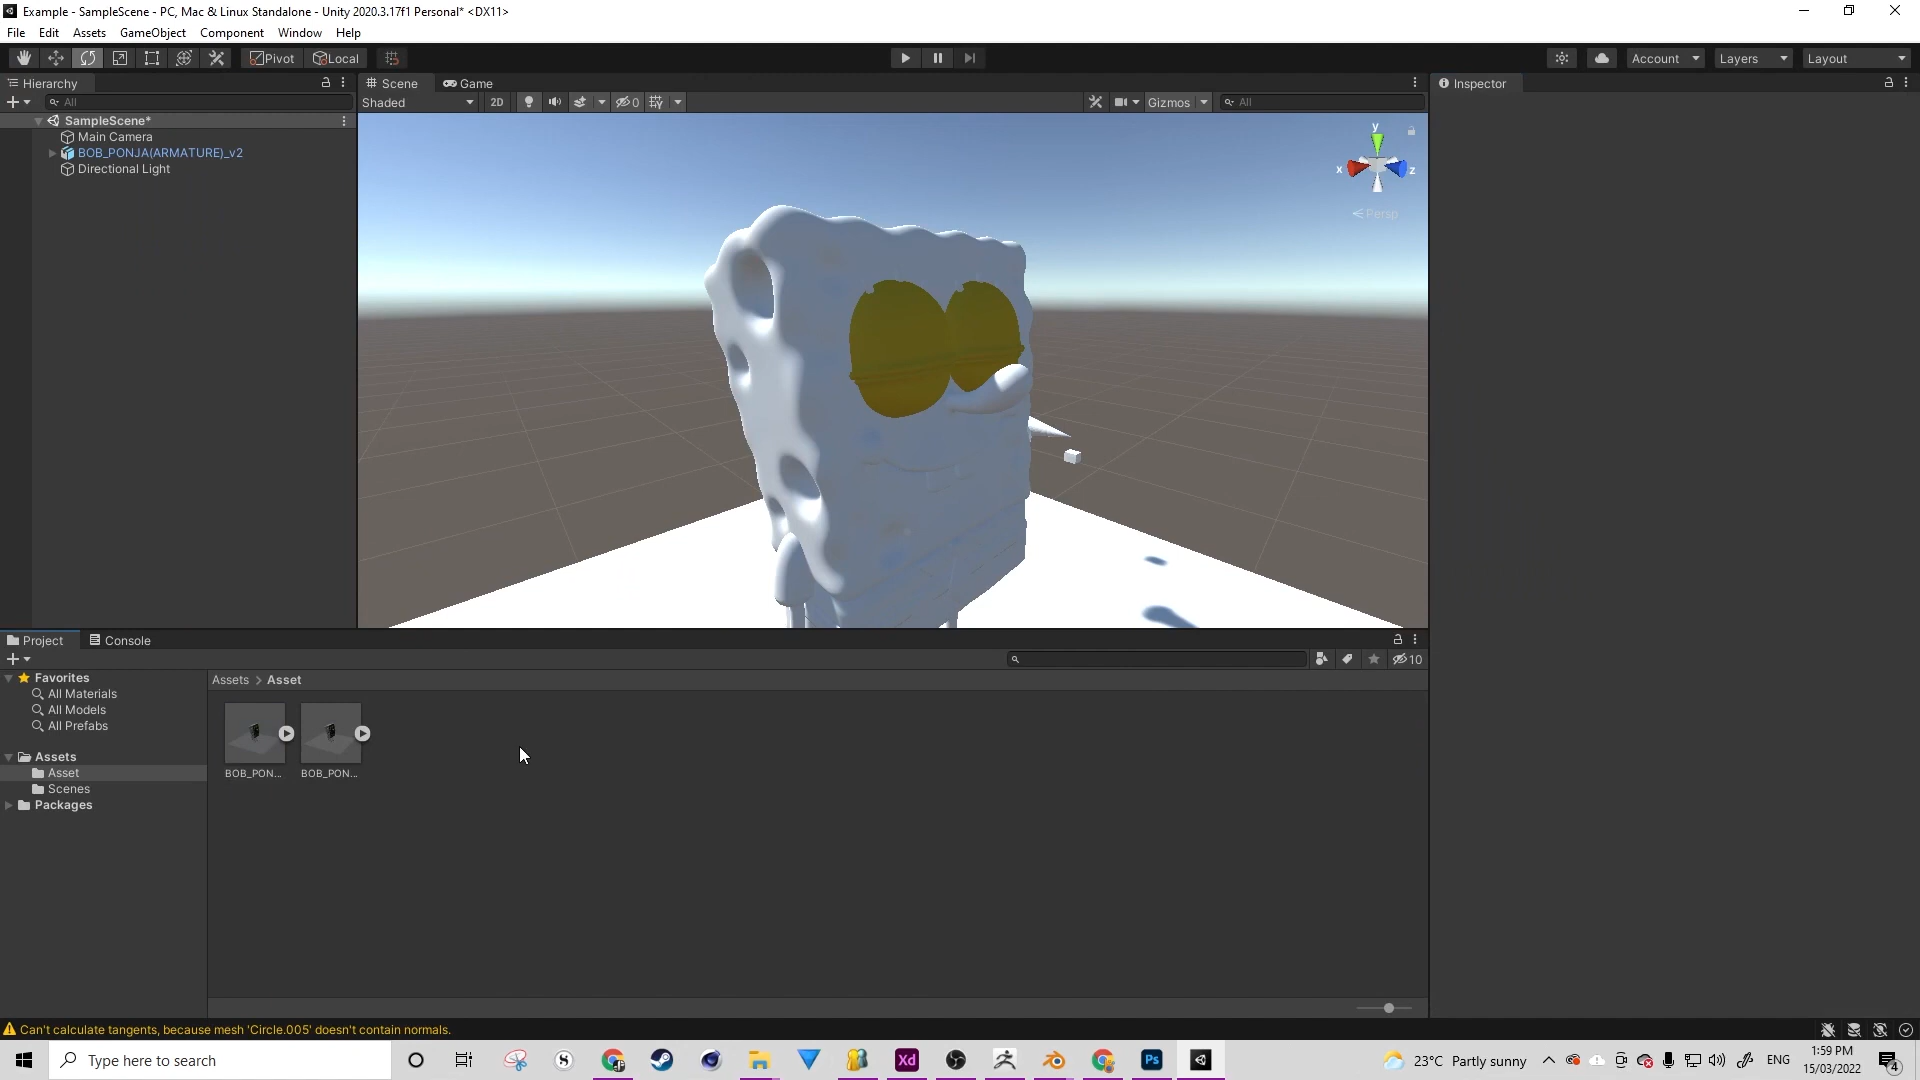 Example - SampleScene - PC, Mac & Linux Standalone - Unity 2020.3.17f1 Personal* <DX11>
File Edit Assets GameObject Component Window Help
Pivot Local Account Layers Layout
Hierarchy
All
SampleScene*
Main Camera
BOB_PONJA(ARMATURE)_v2
Directional Light
Scene Game
Shaded 2D 0 Gizmos All
y
x z
Persp
Inspector
Project Console
10
Favorites
All Materials
All Models
All Prefabs
Assets
Asset
Scenes
Packages
Assets > Asset
BOB_PON... BOB_PON...
Can't calculate tangents, because mesh 'Circle.005' doesn't contain normals.
Type here to search
Xd
Ps
23°C Partly sunny
ENG
1:59 PM
15/03/2022
4